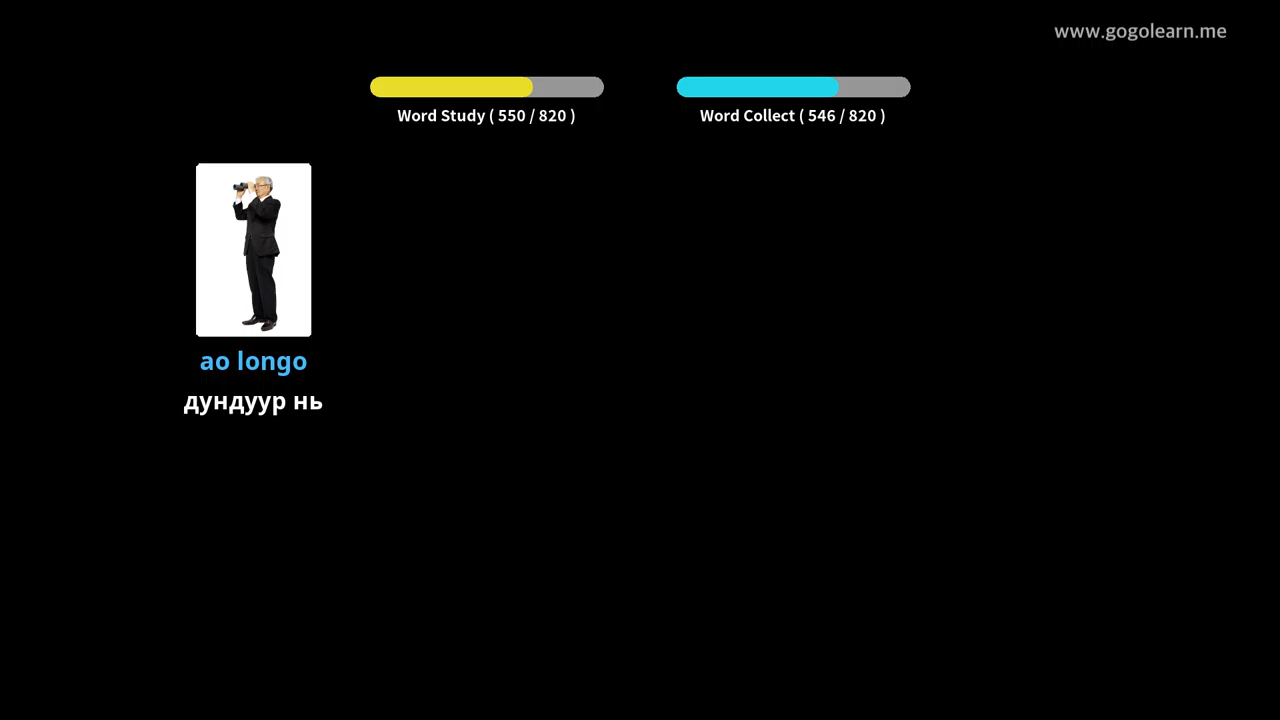 www.gogolearn.me
Word Study ( 550 / 820 )
Word Collect ( 546 / 820 )
ao longo
дундуур нь